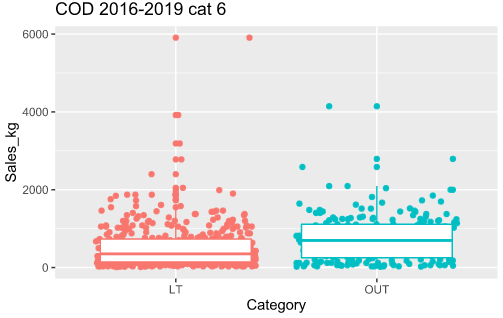 COD 2016-2019 cat 6
6000
4000
2000
0
Sales_kg
LT
OUT
Category